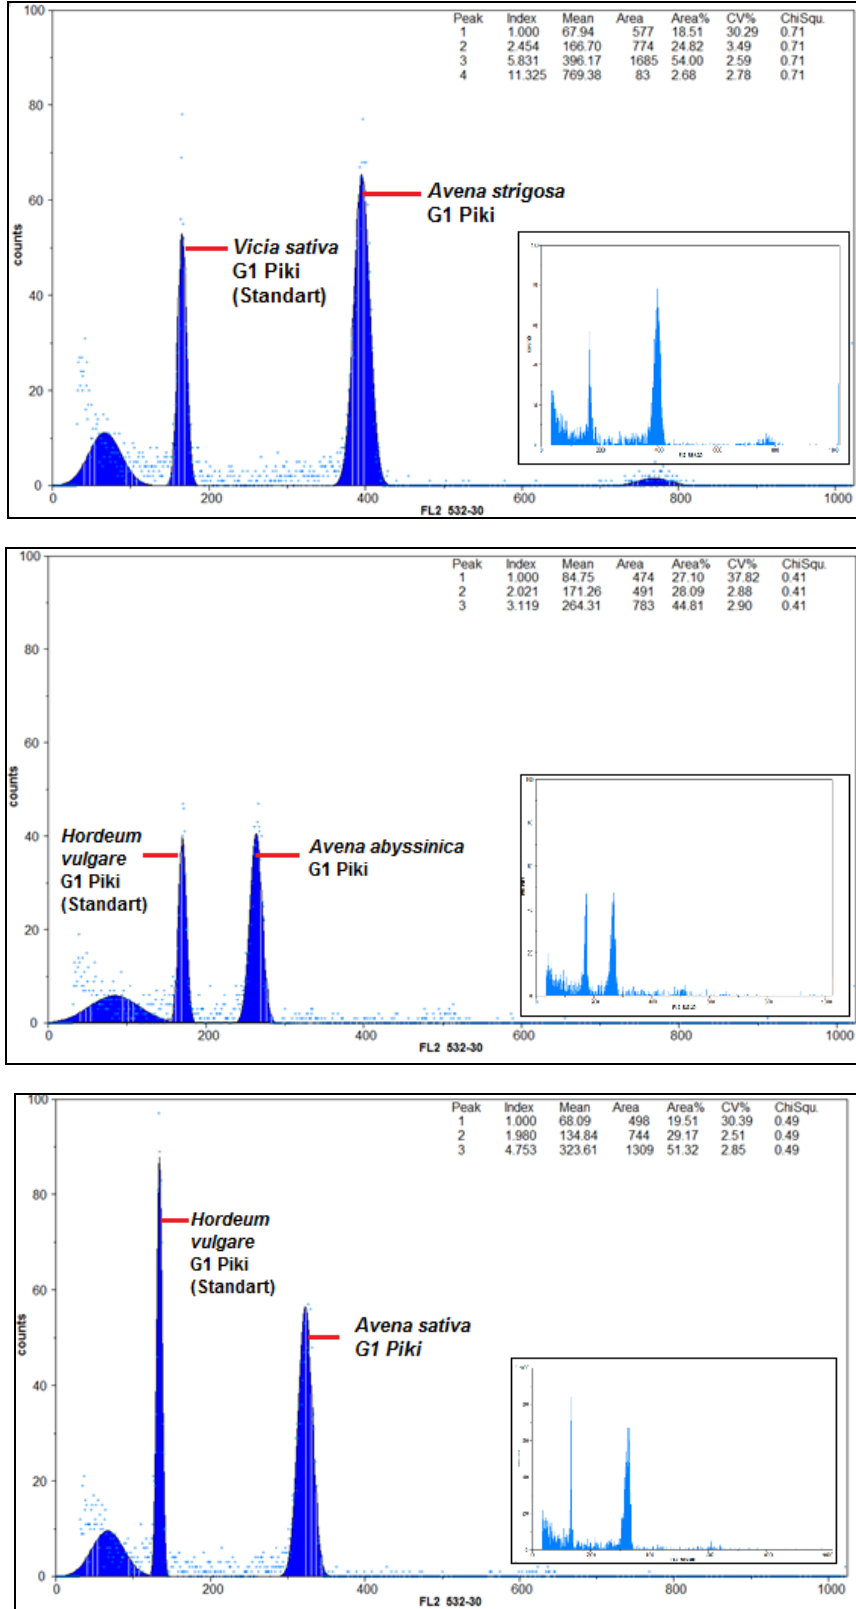 Peak Index Mean Area Area% CV% ChiSqu.
1 1.000 67.94 577 18.51 30.29 0.71
2 2.454 166.70 774 24.82 3.49 0.71
3 5.831 396.17 1685 54.00 2.59 0.71
4 11.325 769.38 83 2.68 2.78 0.71
100
80
60
40
20
0
counts
Avena strigosa
G1 Piki
Vicia sativa
G1 Piki
(Standart)
0 200 400 600 800 1000
FL2 532-30
Peak Index Mean Area Area% CV% ChiSqu.
1 1.000 84.75 474 27.10 37.82 0.41
2 2.021 171.26 491 28.09 2.88 0.41
3 3.119 264.31 783 44.81 2.90 0.41
100
80
60
40
20
0
counts
Hordeum
vulgare
G1 Piki
(Standart)
Avena abyssinica
G1 Piki
0 200 400 600 800 1000
FL2 532-30
Peak Index Mean Area Area% CV% ChiSqu.
1 1.000 68.09 498 19.51 30.39 0.49
2 1.980 134.84 744 29.17 2.51 0.49
3 4.753 323.61 1309 51.32 2.85 0.49
100
80
60
40
20
0
counts
Hordeum
vulgare
G1 Piki
(Standart)
Avena sativa
G1 Piki
0 200 400 600 800 1000
FL2 532-30